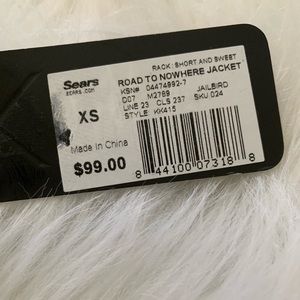 RACK: SHORT AND SWEET
Sears
SEARS.COM
ROAD TO NOWHERE JACKET
KSN# 04474992-7
D07 M2769 JAILBIRD
LINE 23 CLS 237 SKU 024
STYLE: KK415
XS
Made in China
$99.00
8 44100 07318 8